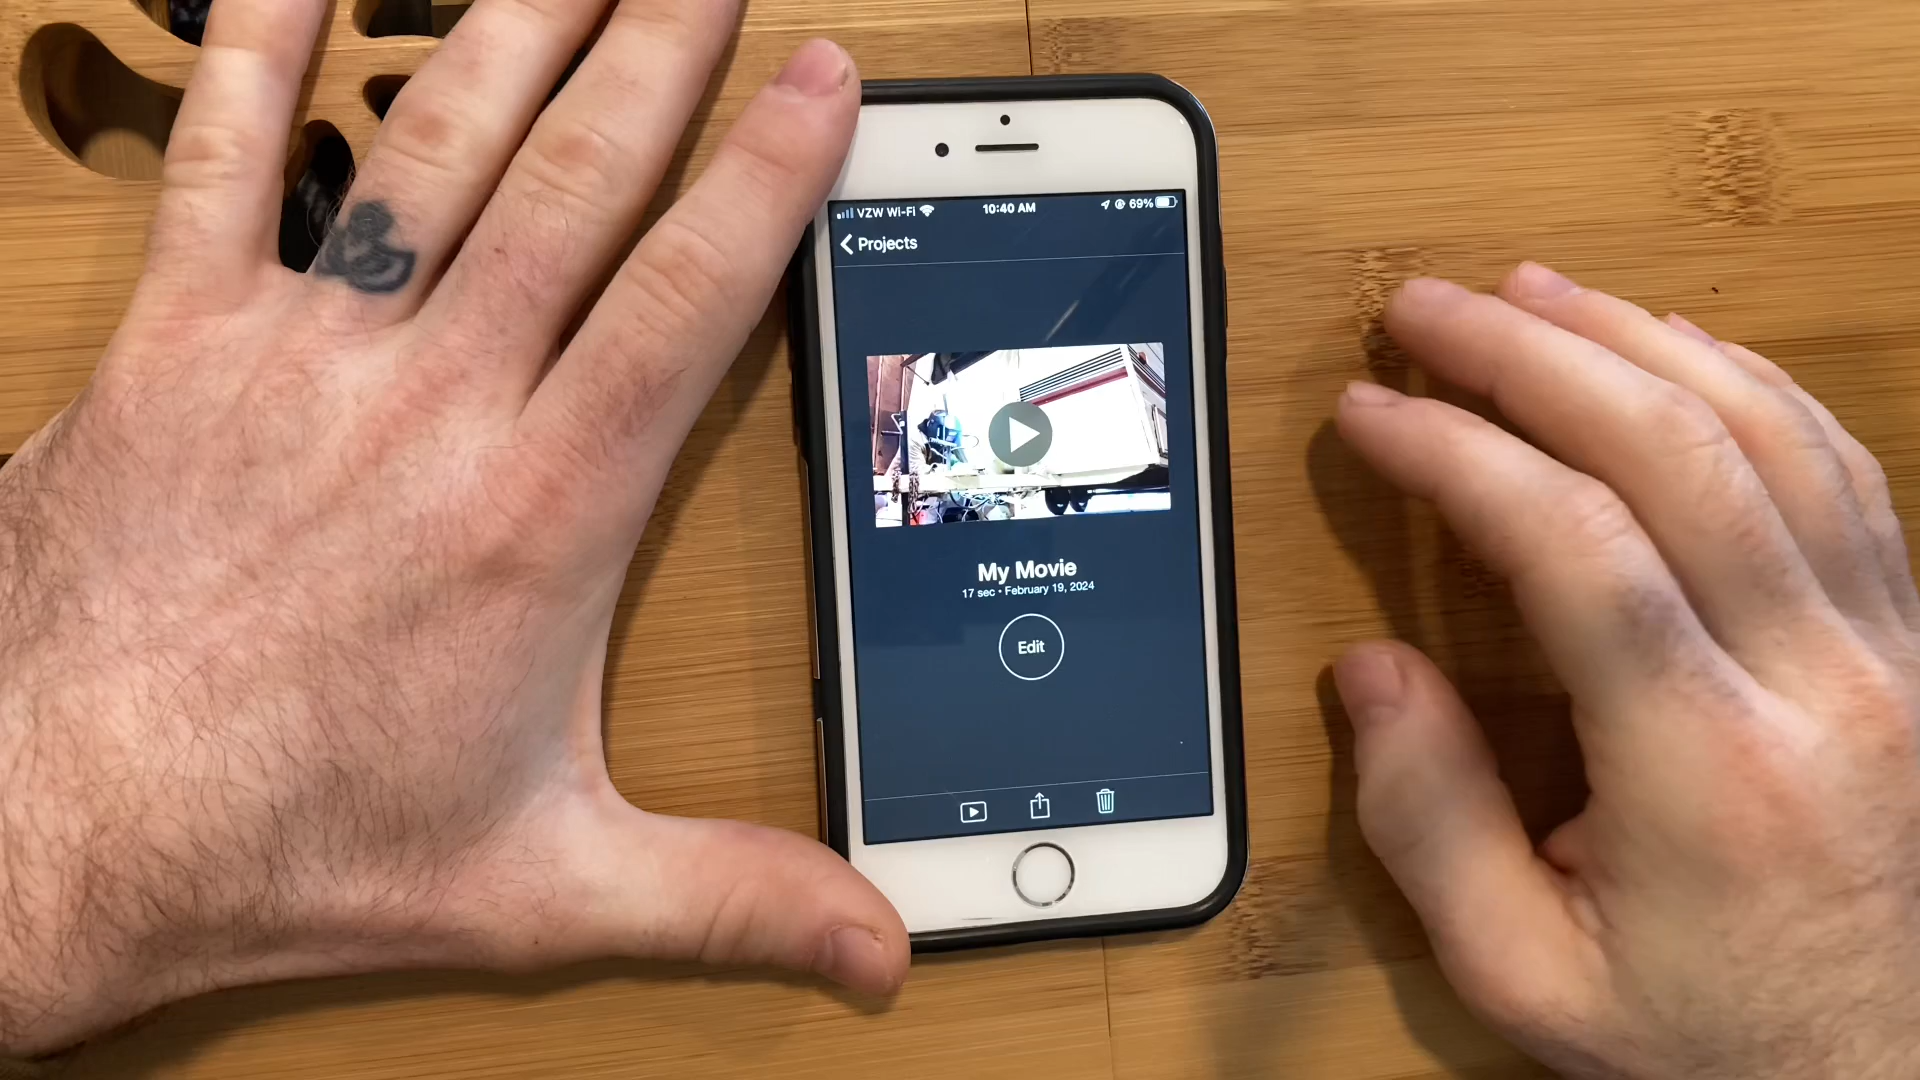 VZW Wi-Fi 10:40 AM 69%
Projects
My Movie
17 sec • February 19, 2024
Edit